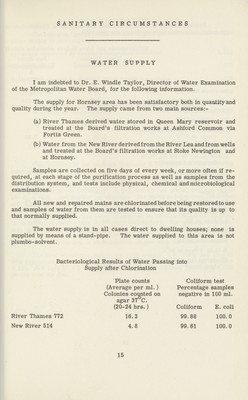 SANITARY CIRCUMSTANCES
WATER SUPPLY
I am indebted to Dr. E. Windle Taylor, Director of Water Examination
of the Metropolitan Water Board, for the following information.
The supply for Hornsey area has been satisfactory both in quantity and
quality during the year. The supply came from two main sources:-
(a) River Thames derived water stored in Queen Mary reservoir and
treated at the Board's filtration works at Ashford Common via
Fortis Green.
(b) Water from the New River derived from the River Lea and from wells
and treated at the Board's filtration works at Stoke Newington and
at Hornsey.
Samples are collected on five days of every week, or more often if re-
quired, at each stage of the purification process as well as samples from the
distribution system, and tests include physical, chemical and microbiological
examinations.
All new and repaired mains are chlorinated before being restored to use
and samples of water from them are tested to ensure that its quality is up to
that normally supplied.
The water supply is in all cases direct to dwelling houses; none is
supplied by means of a stand-pipe. The water supplied to this area is not
plumbo-solvent.
Bacteriological Results of Water Passing into
Supply after Chlorination
Plate counts Coliform test
(Average per ml.) Percentage samples
Colonies counted on negative in 100 ml.
agar 37°C.
(20-24 hrs.) Coliform E. coli
River Thames 772 16.3 99.88 100.0
New River 514 4.8 99.61 100.0
15